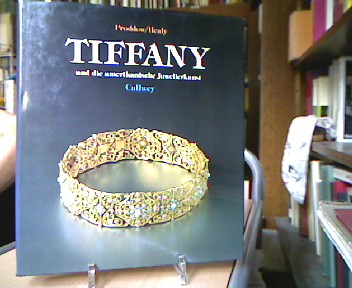 Proddow/Healy
TIFFANY
und die amerikanische Juwelierkunst
Callwey